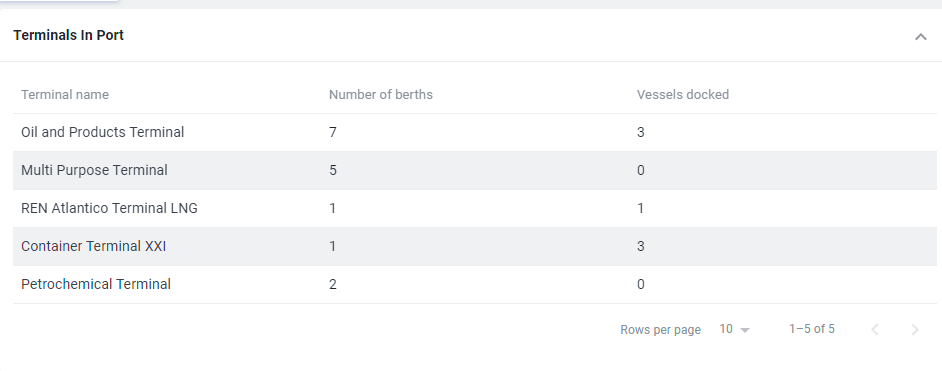 Terminals In Port
Terminal name Number of berths Vessels docked
Oil and Products Terminal 7 3
Multi Purpose Terminal 5 0
REN Atlantico Terminal LNG 1 1
Container Terminal XXI 1 3
Petrochemical Terminal 2 0
Rows per page 10 1–5 of 5